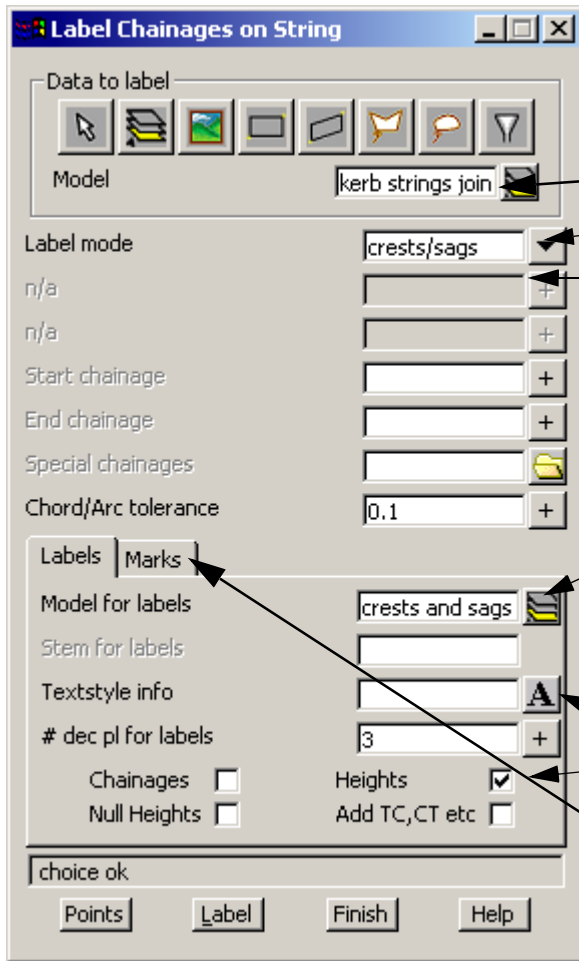 Label Chainages on String
Data to label
Model kerb strings join
Label mode crests/sags
n/a
n/a
Start chainage
End chainage
Special chainages
Chord/Arc tolerance 0.1
Labels Marks
Model for labels crests and sags
Stem for labels
Textstyle info A
# dec pl for labels 3
Chainages Heights
Null Heights Add TC,CT etc
choice ok
Points Label Finish Help